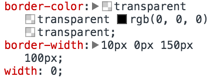 border-color: transparent
transparent rgb(0, 0, 0)
transparent;
border-width: 10px 0px 150px
100px;
width: 0;